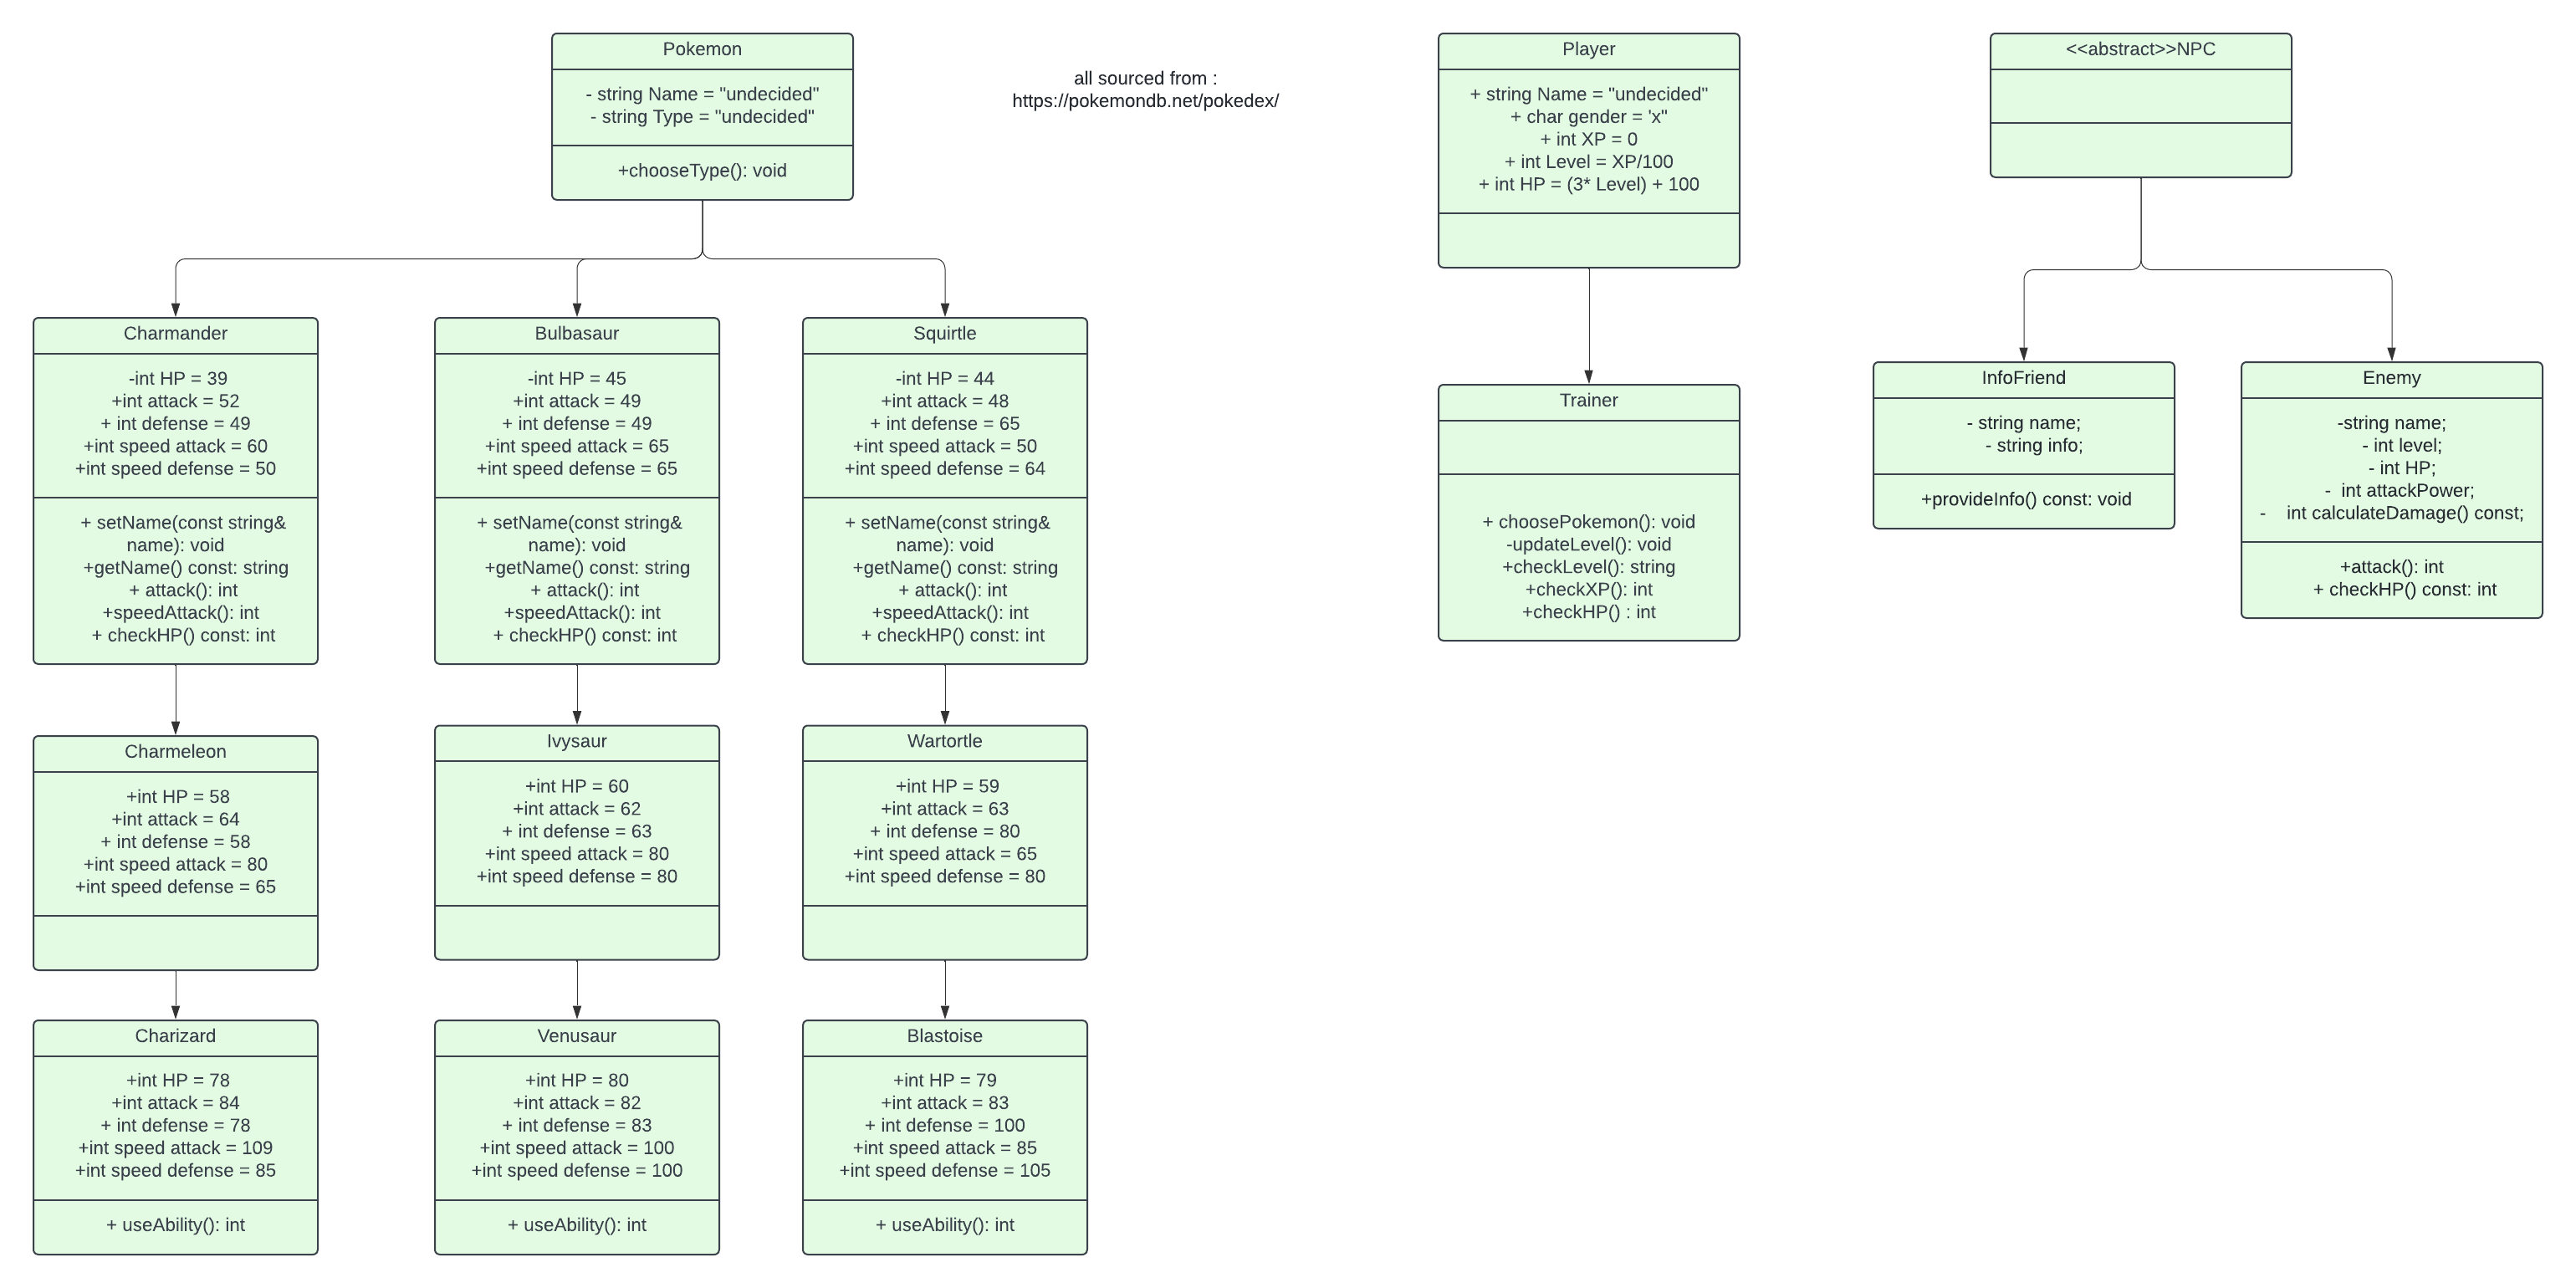 Pokemon
- string Name = "undecided"
- string Type = "undecided"
+chooseType(): void
all sourced from :
https://pokemondb.net/pokedex/
Player
+ string Name = "undecided"
+ char gender = 'x"
+ int XP = 0
+ int Level = XP/100
+ int HP = (3* Level) + 100
<<abstract>>NPC
Charmander
-int HP = 39
+int attack = 52
+ int defense = 49
+int speed attack = 60
+int speed defense = 50
+ setName(const string&
name): void
+getName() const: string
+ attack(): int
+speedAttack(): int
+ checkHP() const: int
Bulbasaur
-int HP = 45
+int attack = 49
+ int defense = 49
+int speed attack = 65
+int speed defense = 65
+ setName(const string&
name): void
+getName() const: string
+ attack(): int
+speedAttack(): int
+ checkHP() const: int
Squirtle
-int HP = 44
+int attack = 48
+ int defense = 65
+int speed attack = 50
+int speed defense = 64
+ setName(const string&
name): void
+getName() const: string
+ attack(): int
+speedAttack(): int
+ checkHP() const: int
Trainer
+ choosePokemon(): void
-updateLevel(): void
+checkLevel(): string
+checkXP(): int
+checkHP() : int
InfoFriend
- string name;
- string info;
+provideInfo() const: void
Enemy
-string name;
- int level;
- int HP;
- int attackPower;
- int calculateDamage() const;
+attack(): int
+ checkHP() const: int
Charmeleon
+int HP = 58
+int attack = 64
+ int defense = 58
+int speed attack = 80
+int speed defense = 65
Ivysaur
+int HP = 60
+int attack = 62
+ int defense = 63
+int speed attack = 80
+int speed defense = 80
Wartortle
+int HP = 59
+int attack = 63
+ int defense = 80
+int speed attack = 65
+int speed defense = 80
Charizard
+int HP = 78
+int attack = 84
+ int defense = 78
+int speed attack = 109
+int speed defense = 85
+ useAbility(): int
Venusaur
+int HP = 80
+int attack = 82
+ int defense = 83
+int speed attack = 100
+int speed defense = 100
+ useAbility(): int
Blastoise
+int HP = 79
+int attack = 83
+ int defense = 100
+int speed attack = 85
+int speed defense = 105
+ useAbility(): int